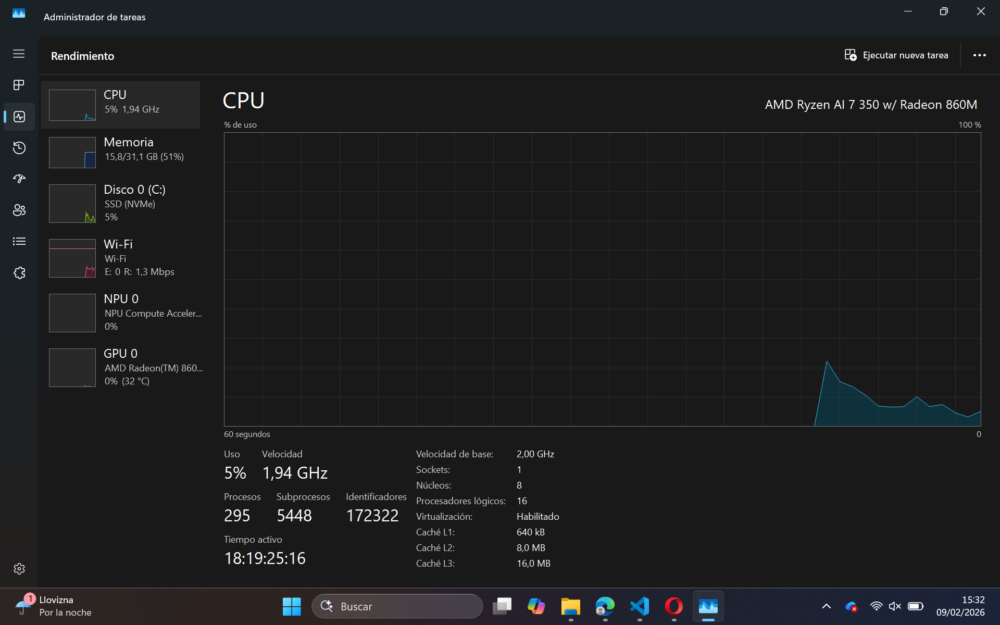 Administrador de tareas
Rendimiento
Ejecutar nueva tarea
CPU
5% 1,94 GHz
Memoria
15,8/31,1 GB (51%)
Disco 0 (C:)
SSD (NVMe)
5%
Wi-Fi
Wi-Fi
E: 0 R: 1,3 Mbps
NPU 0
NPU Compute Acceler...
0%
GPU 0
AMD Radeon(TM) 860...
0% (32 °C)
CPU
AMD Ryzen AI 7 350 w/ Radeon 860M
% de uso
100 %
60 segundos
0
Uso Velocidad
5% 1,94 GHz
Procesos Subprocesos Identificadores
295 5448 172322
Tiempo activo
18:19:25:16
Velocidad de base: 2,00 GHz
Sockets: 1
Núcleos: 8
Procesadores lógicos: 16
Virtualización: Habilitado
Caché L1: 640 kB
Caché L2: 8,0 MB
Caché L3: 16,0 MB
1
Llovizna
Por la noche
Buscar
15:32
09/02/2026